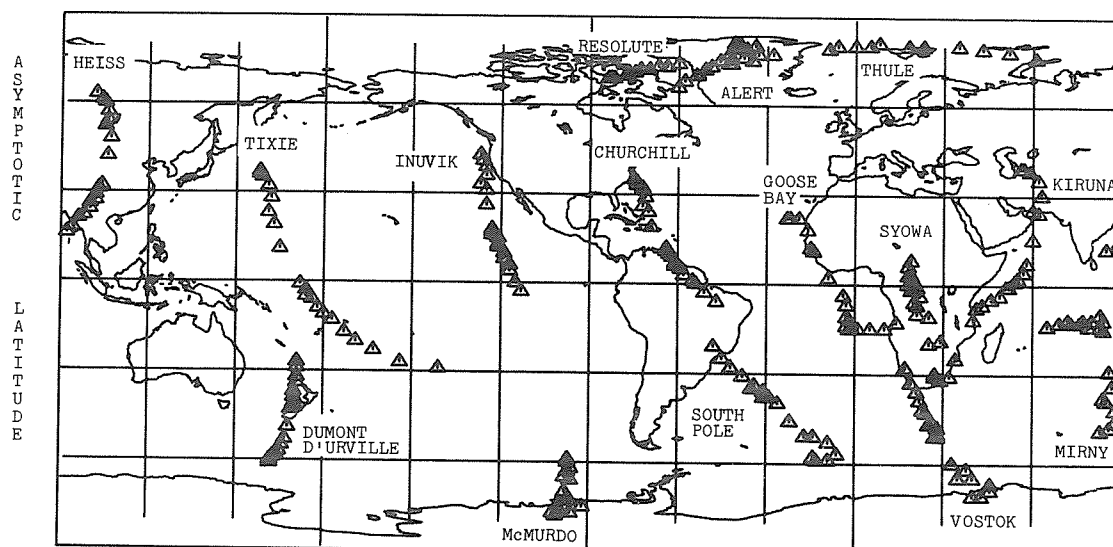 ASYMPTOTIC LATITUDE
HEISS
RESOLUTE
THULE
ALERT
TIXIE
INUVIK
CHURCHILL
GOOSE
BAY
KIRUNA
SYOWA
DUMONT
D'URVILLE
SOUTH
POLE
MIRNY
VOSTOK
McMURDO